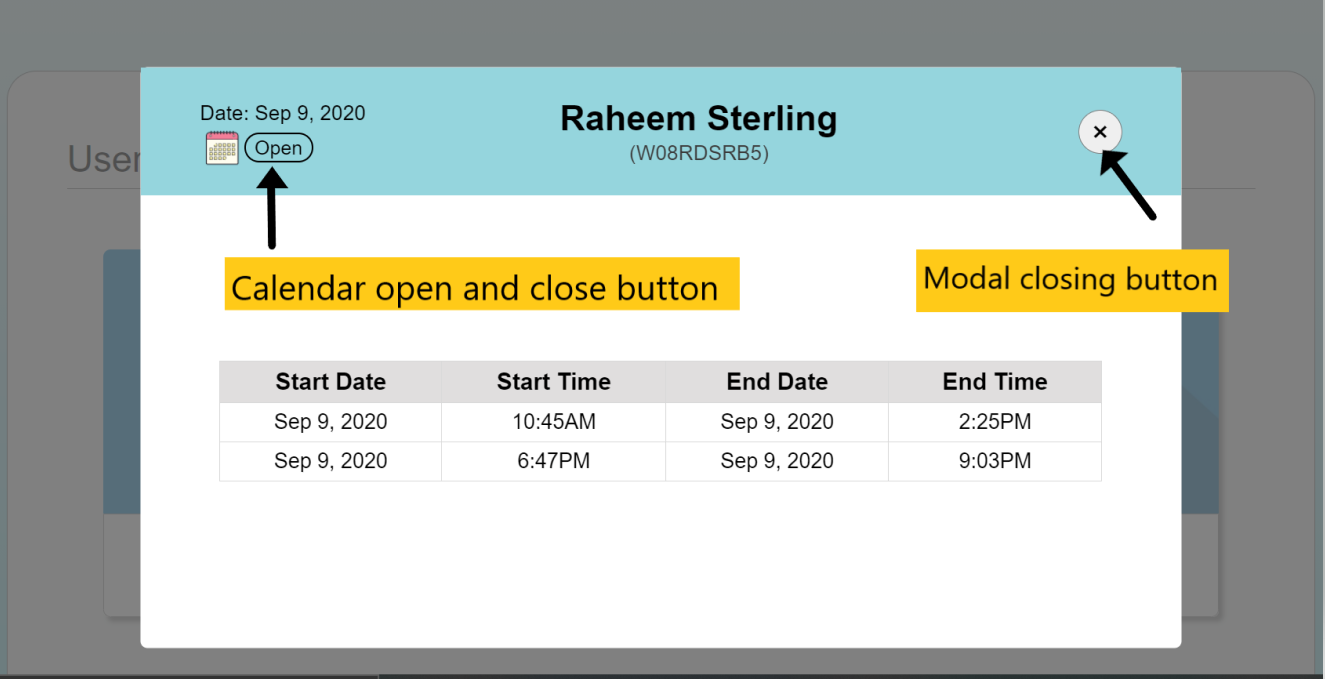 Date: Sep 9, 2020
Raheem Sterling
Open
(W08RDSRB5)
×
Calendar open and close button
Modal closing button
Start Date Start Time End Date End Time
Sep 9, 2020 10:45AM Sep 9, 2020 2:25PM
Sep 9, 2020 6:47PM Sep 9, 2020 9:03PM